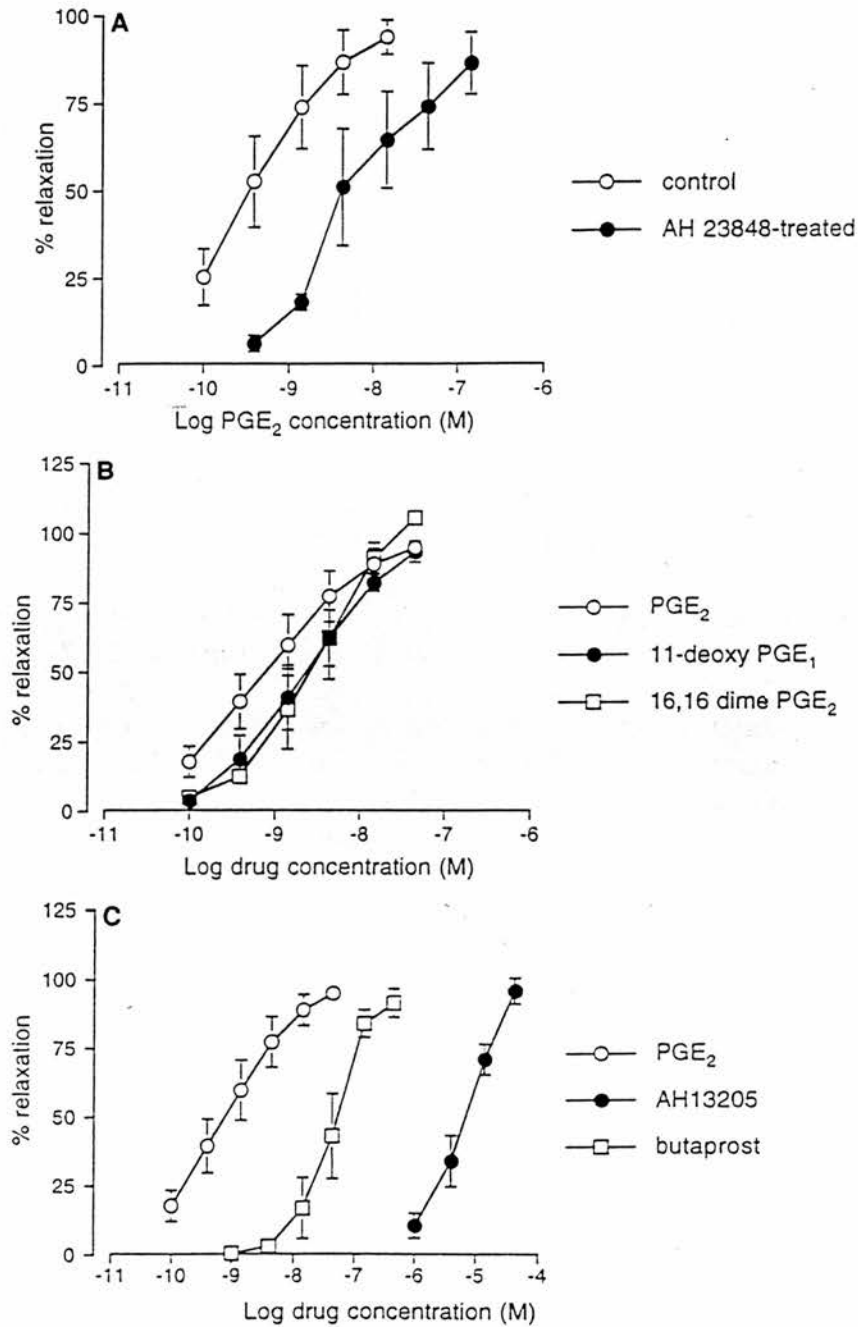 A
100
75
50
25
0
% relaxation
-11 -10 -9 -8 -7 -6
Log PGE₂ concentration (M)
control
AH 23848-treated
B
125
100
75
50
25
0
% relaxation
-11 -10 -9 -8 -7 -6
Log drug concentration (M)
PGE₂
11-deoxy PGE₁
16,16 dime PGE₂
C
125
100
75
50
25
0
% relaxation
-11 -10 -9 -8 -7 -6 -5 -4
Log drug concentration (M)
PGE₂
AH13205
butaprost